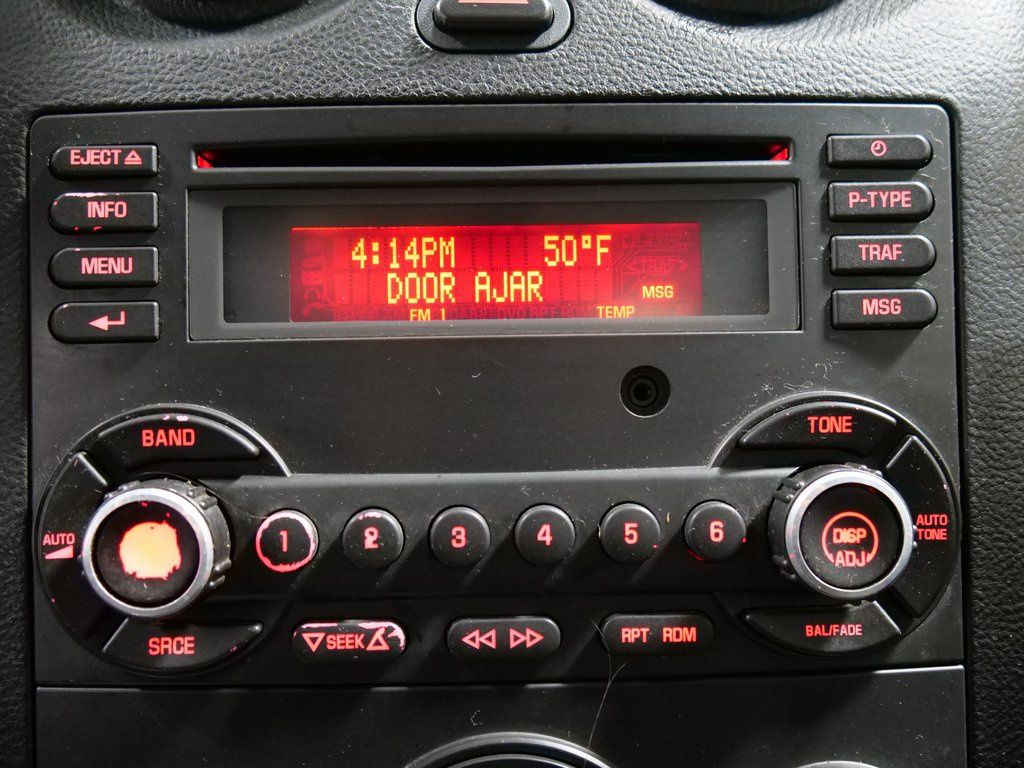 EJECT
INFO
MENU
4:14PM 50°F
DOOR AJAR
MSG
FM 1
TEMP
P-TYPE
TRAF
MSG
BAND
AUTO
SRCE
1 2 3 4 5 6
SEEK
RPT RDM
TONE
DISP
ADJ
AUTO
TONE
BAL/FADE